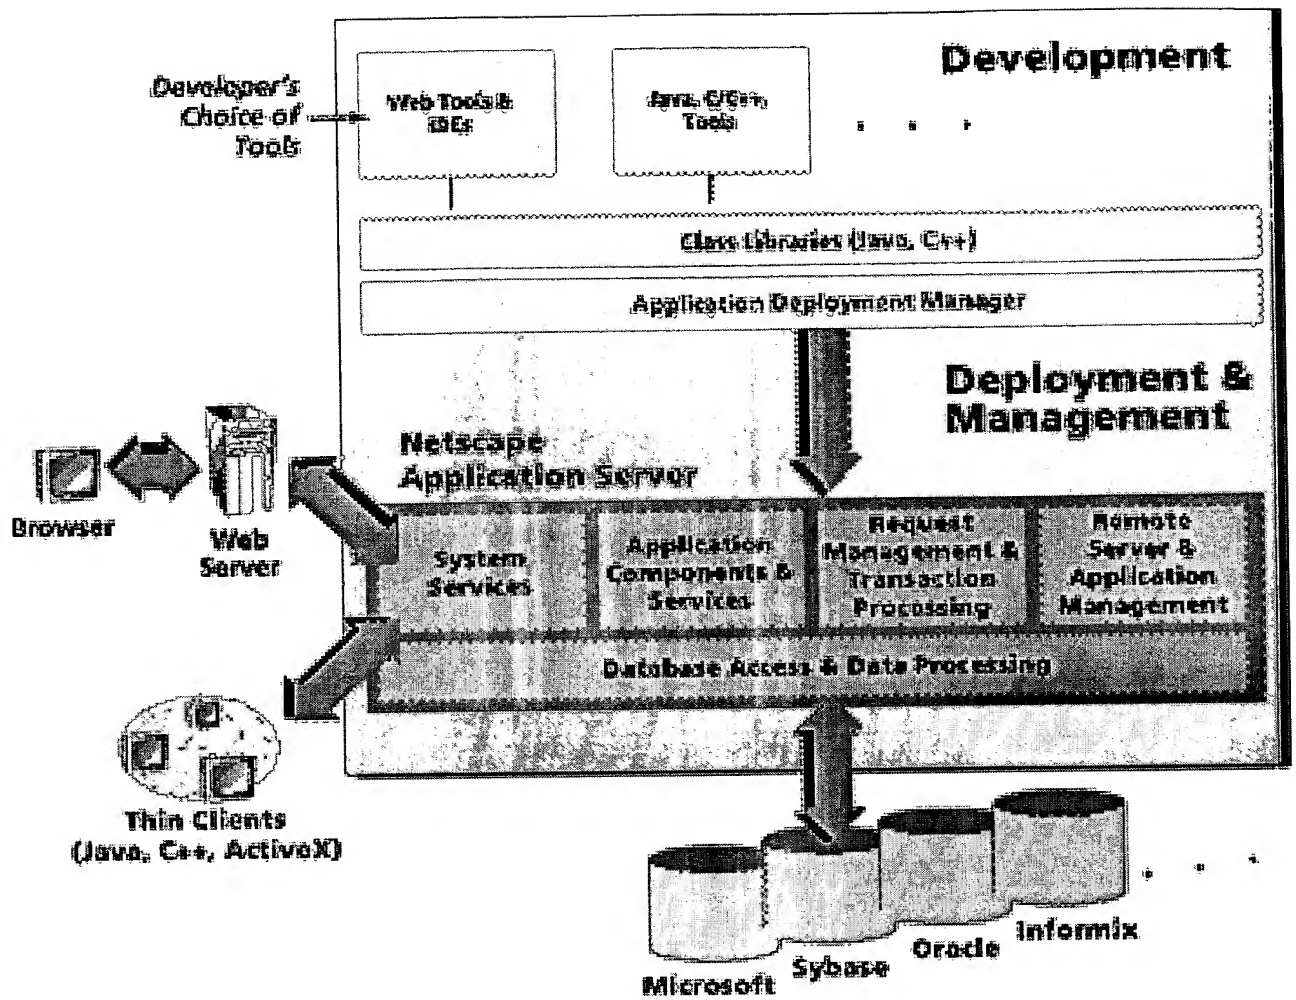 Development
Developer's
Choice of
Tools
Web Tools &
IDEs
Java, C/C++,
Tools
. . .
Class Libraries (Java, C++)
Application Deployment Manager
Deployment &
Management
Netscape
Application Server
Browser
Web
Server
System
Services
Application
Components &
Services
Request
Management &
Transaction
Processing
Remote
Server &
Application
Management
Database Access & Data Processing
Thin Clients
(Java, C++, ActiveX)
. . .
Microsoft
Sybase
Oracle
Informix